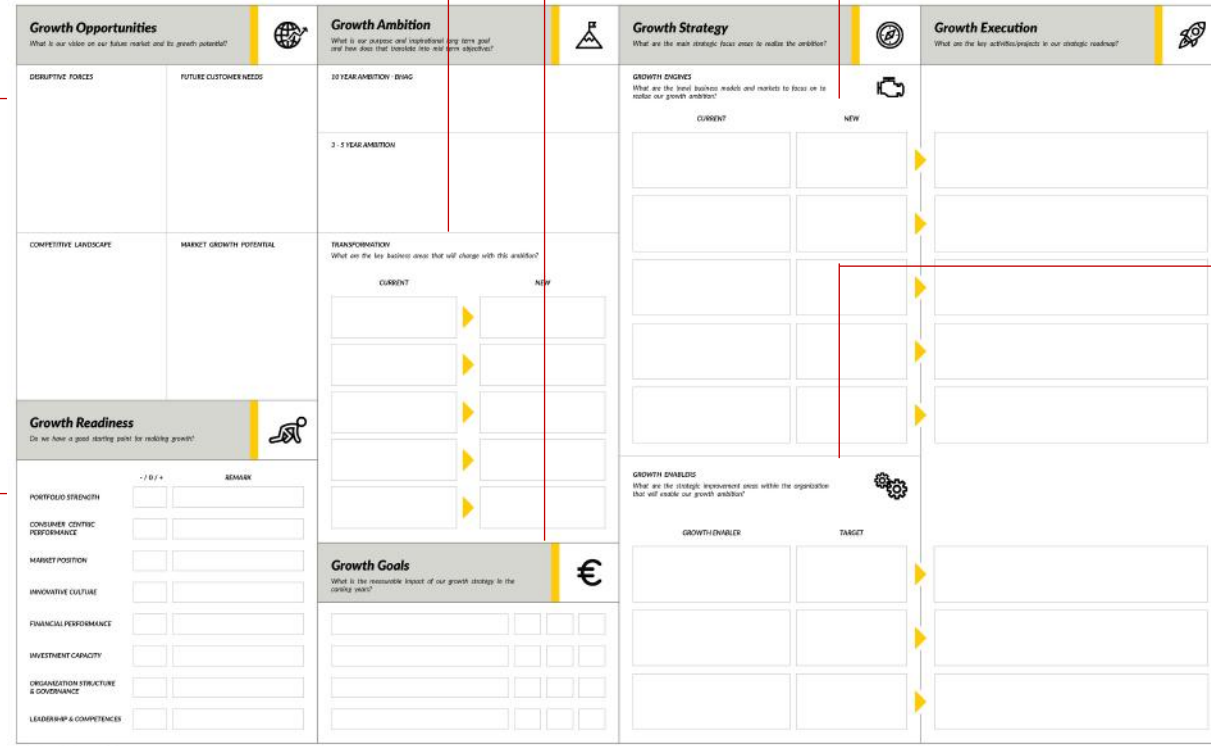 Growth Opportunities
What is our vision on our future market and its growth potential?
DISRUPTIVE FORCES
FUTURE CUSTOMER NEEDS
COMPETITIVE LANDSCAPE
MARKET GROWTH POTENTIAL
Growth Readiness
Do we have a good starting point for realizing growth?
- / 0 / +
REMARK
PORTFOLIO STRENGTH
CONSUMER CENTRIC
PERFORMANCE
MARKET POSITION
INNOVATIVE CULTURE
FINANCIAL PERFORMANCE
INVESTMENT CAPACITY
ORGANIZATION STRUCTURE
& GOVERNANCE
LEADERSHIP & COMPETENCES
Growth Ambition
What is our purpose and inspirational long term goal
and how does that translate into mid term objectives?
10 YEAR AMBITION - BHAG
3 - 5 YEAR AMBITION
TRANSFORMATION
What are the key business areas that will change with this ambition?
CURRENT
NEW
Growth Goals
What is the measurable impact of our growth strategy in the
coming years?
€
Growth Strategy
What are the main strategic focus areas to realize the ambition?
GROWTH ENGINES
What are the (new) business models and markets to focus on to
realize our growth ambition?
CURRENT
NEW
GROWTH ENABLERS
What are the strategic improvement areas within the organization
that will enable our growth ambition?
GROWTH ENABLER
TARGET
Growth Execution
What are the key activities/projects in our strategic roadmap?